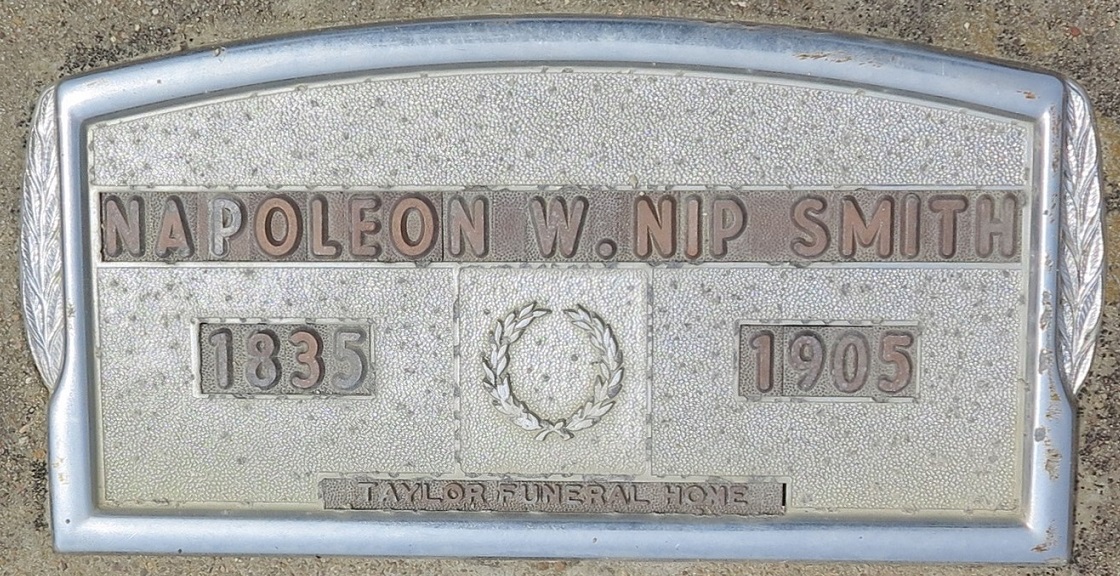 NAPOLEON W. NIP SMITH
1835 1905
TAYLOR FUNERAL HOME